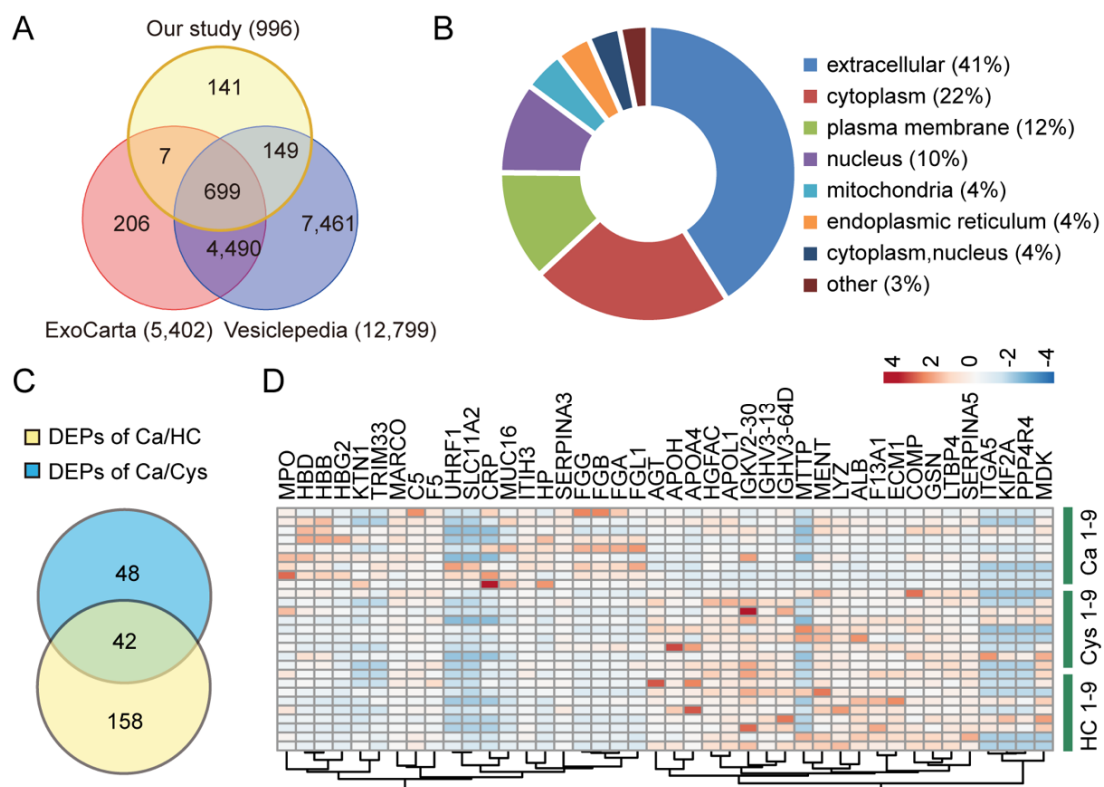 A
Our study (996)
141
7
149
699
206
4,490
7,461
ExoCarta (5,402) Vesiclepedia (12,799)
B
extracellular (41%)
cytoplasm (22%)
plasma membrane (12%)
nucleus (10%)
mitochondria (4%)
endoplasmic reticulum (4%)
cytoplasm,nucleus (4%)
other (3%)
C
DEPs of Ca/HC
DEPs of Ca/Cys
48
42
158
D
4
2
0
-2
-4
MPO
HBD
HBB
HBG2
KTN1
TRIM33
MARCO
C5
F5
UHRF1
SLC11A2
CRP
MUC16
ITIH3
HP
SERPINA3
FGG
FGB
FGA
FGL1
AGT
APOH
APOA4
HGFAC
APOL1
IGKV2-30
IGHV3-13
IGHV3-64D
MTTP
MENT
LYZ
ALB
F13A1
ECM1
COMP
GSN
LTBP4
SERPINA5
ITGA5
KIF2A
PPP4R4
MDK
Ca 1-9
Cys 1-9
HC 1-9